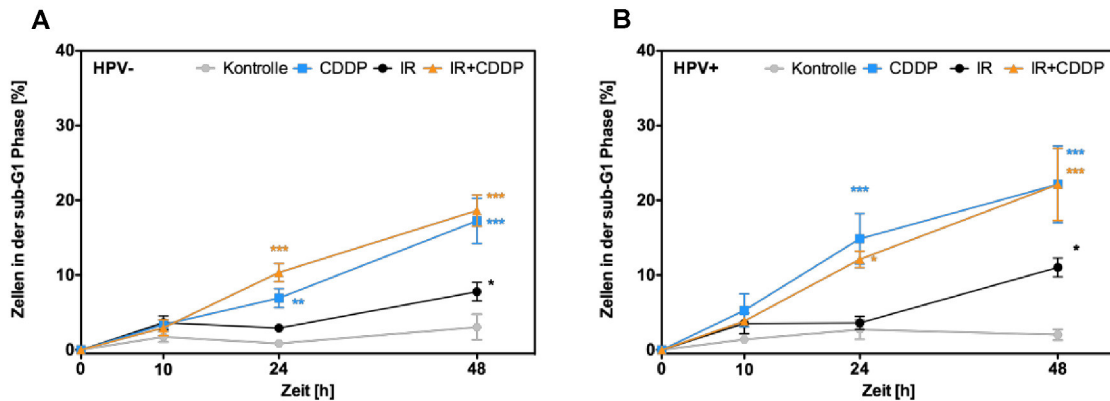 A
HPV- Kontrolle CDDP IR IR+CDDP
Zellen in der sub-G1 Phase [%]
40
30
20
10
0
***
**
***
***
*
0 10 24 48
Zeit [h]
B
HPV+ Kontrolle CDDP IR IR+CDDP
Zellen in der sub-G1 Phase [%]
40
30
20
10
0
***
*
***
***
*
0 10 24 48
Zeit [h]